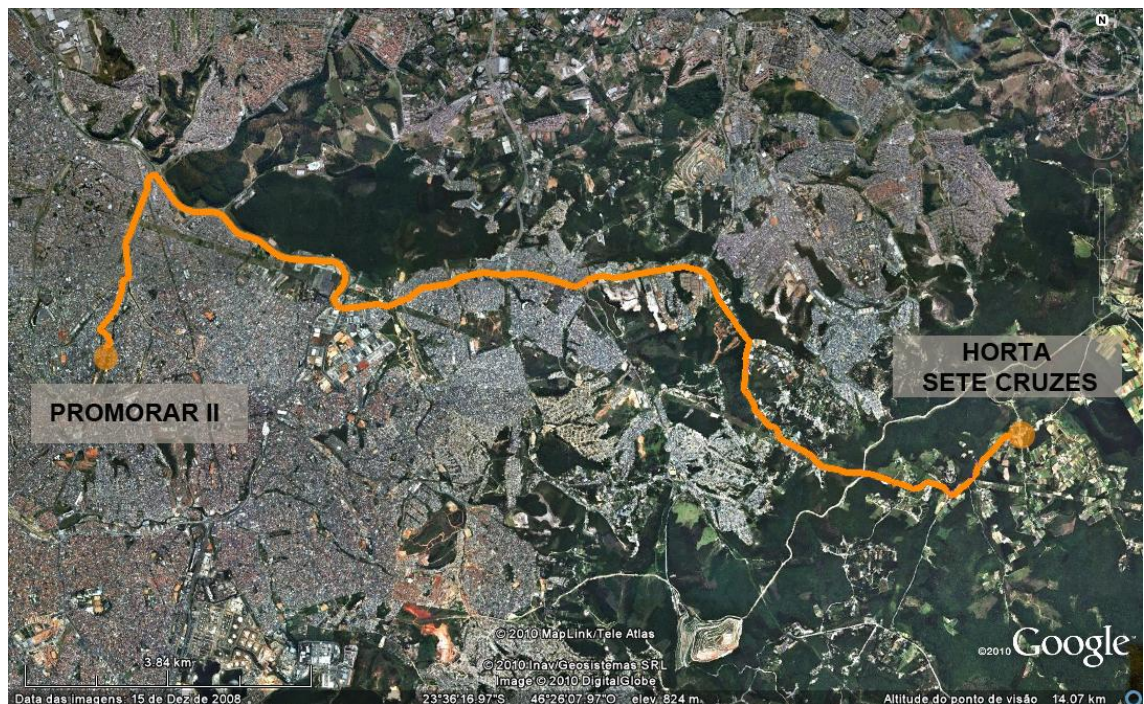 N
HORTA
SETE CRUZES
PROMORAR II
© 2010 MapLink/Tele Atlas
© 2010 Inav/Geosistemas SRL
Image © 2010 DigitalGlobe
©2010 Google
3.84 km
Data das imagens: 15 de Dez de 2008
23°36'16.97"S 46°26'07.97"O elev 824 m
Altitude do ponto de visão 14.07 km